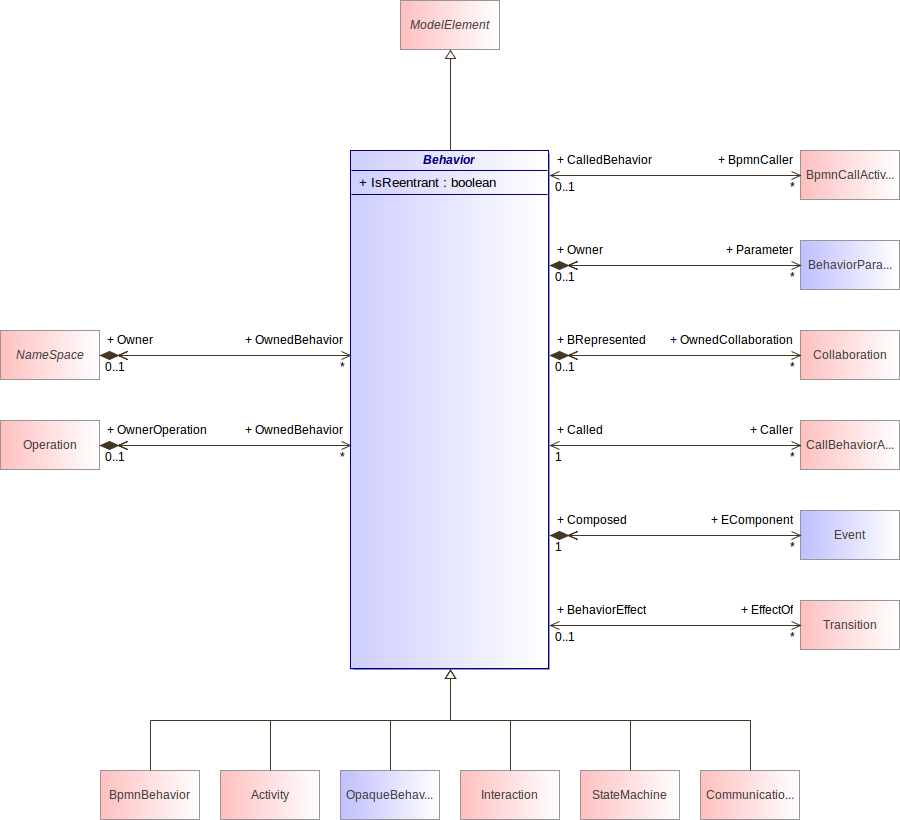 ModelElement
Behavior
+ IsReentrant : boolean
+ CalledBehavior
+ BpmnCaller
0..1
*
BpmnCallActiv...
+ Owner
+ Parameter
0..1
*
BehaviorPara...
NameSpace
+ Owner
+ OwnedBehavior
0..1
*
+ BRepresented
+ OwnedCollaboration
0..1
*
Collaboration
Operation
+ OwnerOperation
+ OwnedBehavior
0..1
*
+ Called
+ Caller
1
*
CallBehaviorA...
+ Composed
+ EComponent
1
*
Event
+ BehaviorEffect
+ EffectOf
0..1
*
Transition
BpmnBehavior
Activity
OpaqueBehav...
Interaction
StateMachine
Communicatio...